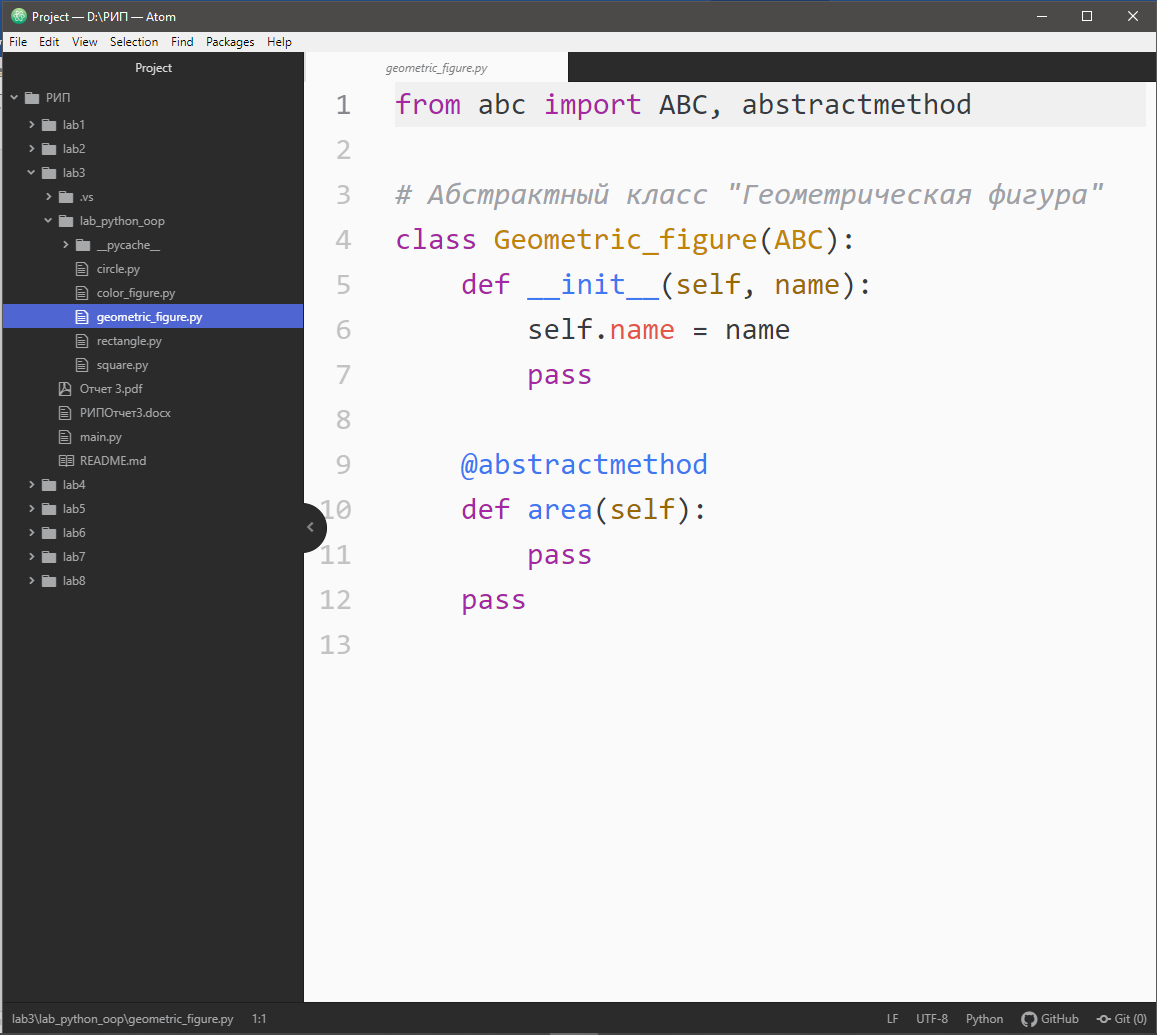 Project — D:\РИП — Atom
File Edit View Selection Find Packages Help
Project
РИП
lab1
lab2
lab3
.vs
lab_python_oop
__pycache__
circle.py
color_figure.py
geometric_figure.py
rectangle.py
square.py
Отчет 3.pdf
РИПОтчет3.docx
main.py
README.md
lab4
lab5
lab6
lab7
lab8
geometric_figure.py
1 from abc import ABC, abstractmethod
2
3 # Абстрактный класс "Геометрическая фигура"
4 class Geometric_figure(ABC):
5     def __init__(self, name):
6         self.name = name
7         pass
8
9     @abstractmethod
10     def area(self):
11         pass
12     pass
13
lab3\lab_python_oop\geometric_figure.py 1:1 LF UTF-8 Python GitHub Git (0)